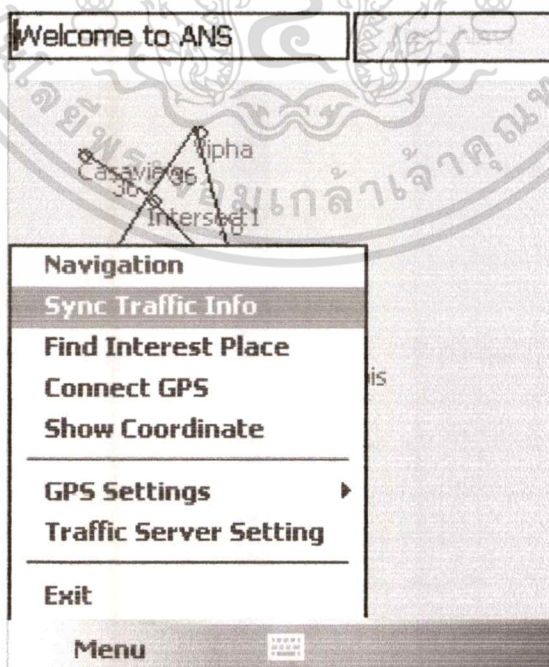 Welcome to ANS
Vipha
Casaview
36
36
Intersect1
Navigation
Sync Traffic Info
Find Interest Place
is
Connect GPS
Show Coordinate
GPS Settings
Traffic Server Setting
Exit
Menu